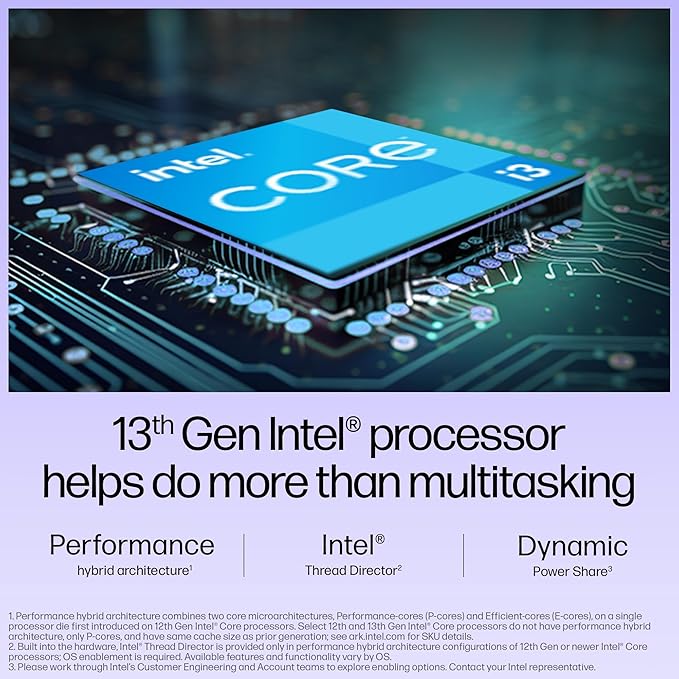 intel.
CORE™
i3
13th Gen Intel® processor
helps do more than multitasking
Performance
hybrid architecture¹
Intel®
Thread Director²
Dynamic
Power Share³
1. Performance hybrid architecture combines two core microarchitectures, Performance-cores (P-cores) and Efficient-cores (E-cores), on a single
processor die first introduced on 12th Gen Intel® Core processors. Select 12th and 13th Gen Intel® Core processors do not have performance hybrid
architecture, only P-cores, and have same cache size as prior generation; see ark.intel.com for SKU details.
2. Built into the hardware, Intel® Thread Director is provided only in performance hybrid architecture configurations of 12th Gen or newer Intel® Core
processors; OS enablement is required. Available features and functionality vary by OS.
3. Please work through Intel's Customer Engineering and Account teams to explore enabling options. Contact your Intel representative.